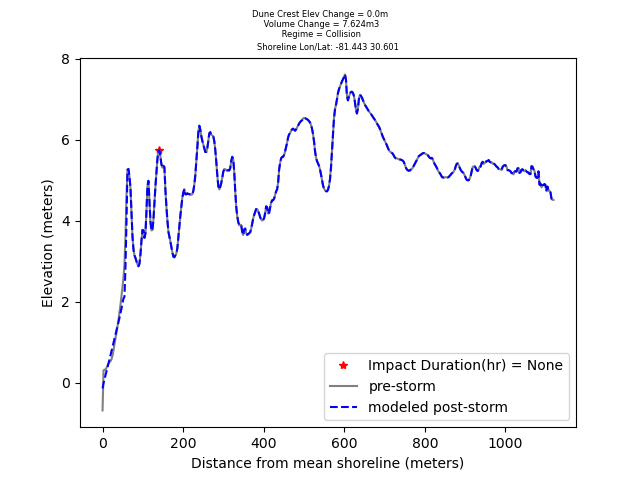 Dune Crest Elev Change = 0.0m
Volume Change = 7.624m3
Regime = Collision
Shoreline Lon/Lat: -81.443 30.601
8
6
4
2
0
Elevation (meters)
Impact Duration(hr) = None
pre-storm
modeled post-storm
0 200 400 600 800 1000
Distance from mean shoreline (meters)